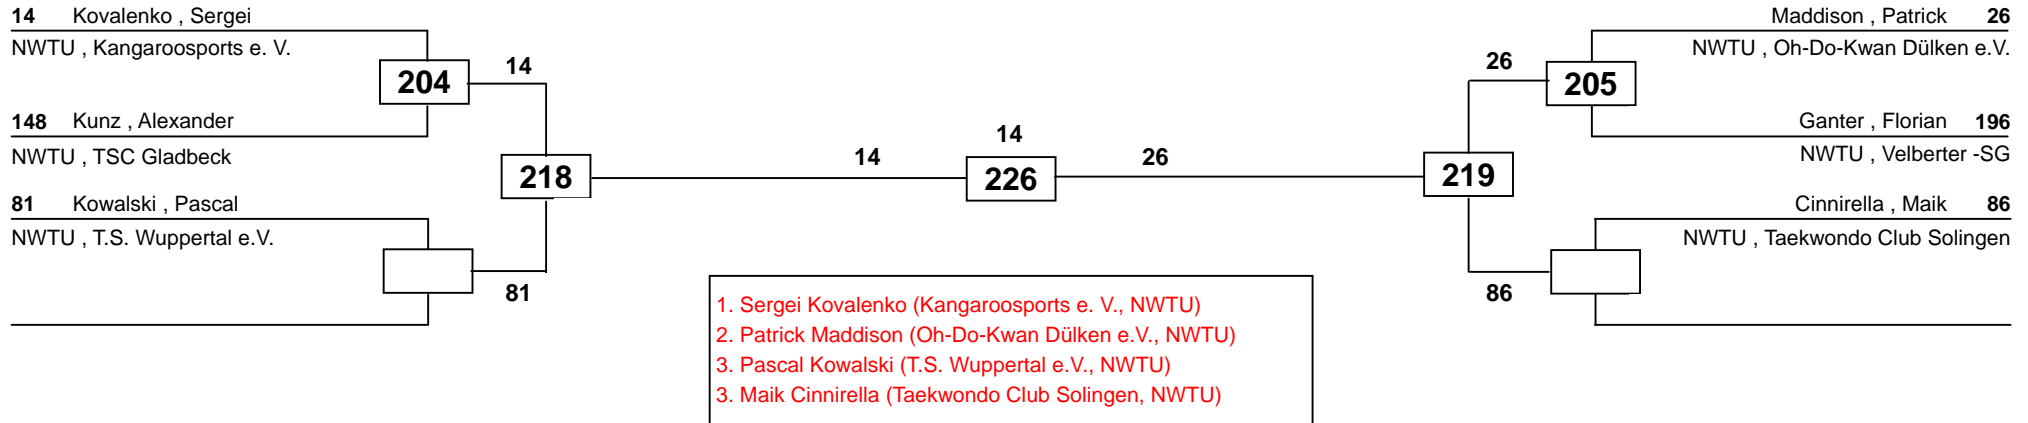 14 Kovalenko , Sergei
NWTU , Kangaroosports e. V.
204
14
148 Kunz , Alexander
NWTU , TSC Gladbeck
218
81 Kowalski , Pascal
NWTU , T.S. Wuppertal e.V.
81
14
14
226
26
Maddison , Patrick 26
NWTU , Oh-Do-Kwan Dülken e.V.
26
205
Ganter , Florian 196
NWTU , Velberter -SG
219
Cinnirella , Maik 86
NWTU , Taekwondo Club Solingen
86
1. Sergei Kovalenko (Kangaroosports e. V., NWTU)
2. Patrick Maddison (Oh-Do-Kwan Dülken e.V., NWTU)
3. Pascal Kowalski (T.S. Wuppertal e.V., NWTU)
3. Maik Cinnirella (Taekwondo Club Solingen, NWTU)